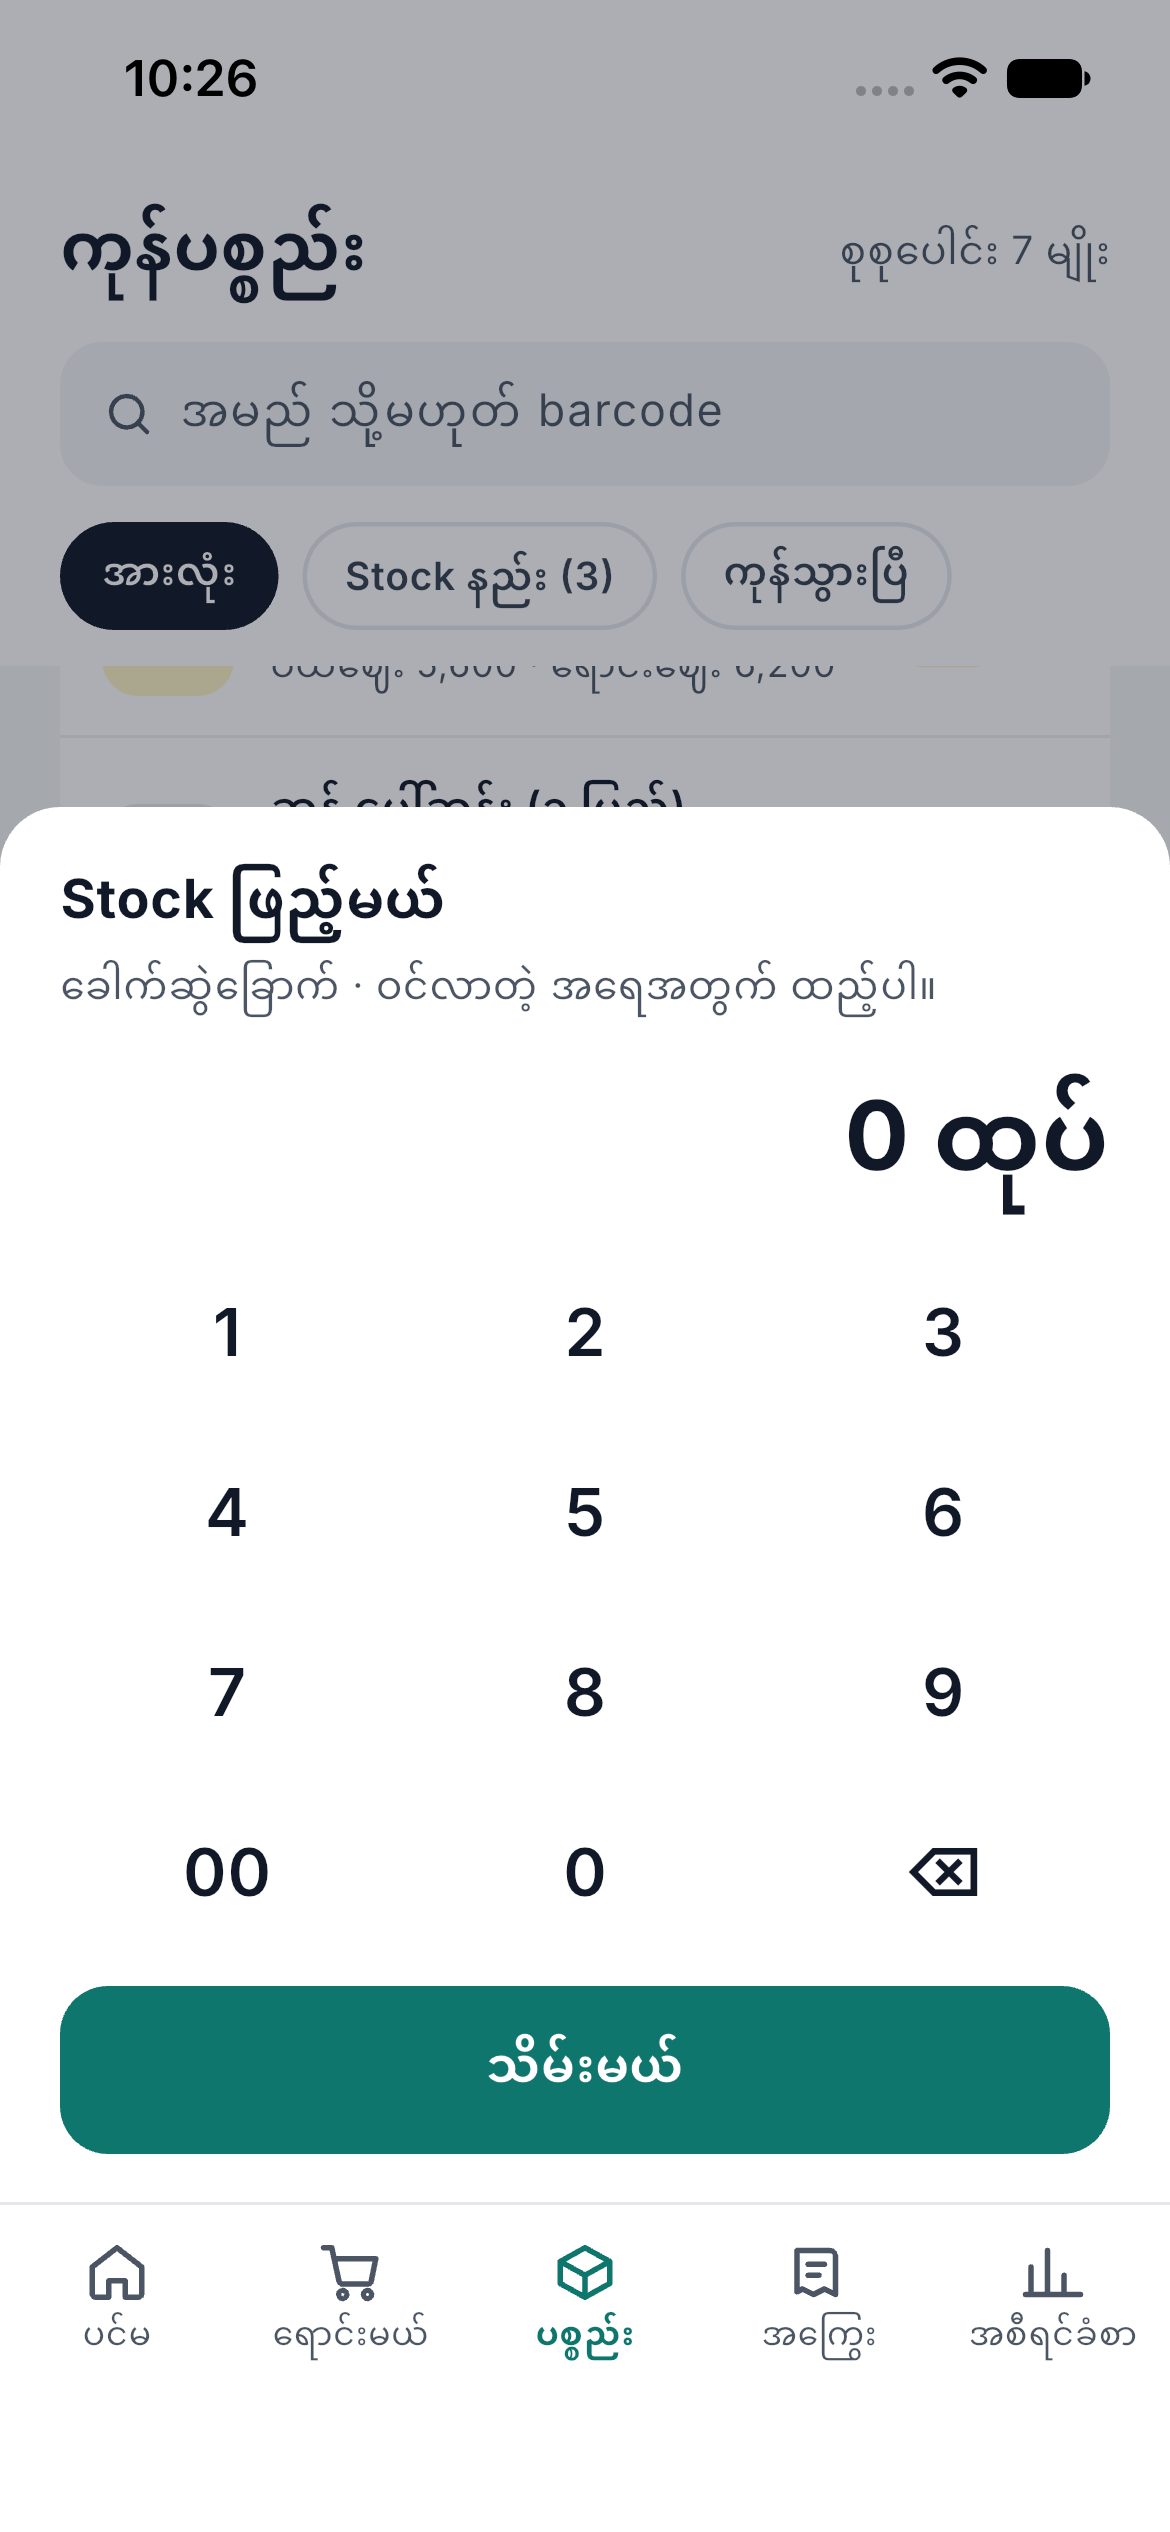 10:26
ကုန်ပစ္စည်း
စုစုပေါင်း 7 မျိုး
အမည် သို့မဟုတ် barcode
အားလုံး
Stock နည်း (3)
ကုန်သွားပြီ
Stock ဖြည့်မယ်
ခေါက်ဆွဲခြောက် · ဝင်လာတဲ့ အရေအတွက် ထည့်ပါ။
0 ထုပ်
1 2 3
4 5 6
7 8 9
00 0
သိမ်းမယ်
ပင်မ
ရောင်းမယ်
ပစ္စည်း
အကြွေး
အစီရင်ခံစာ